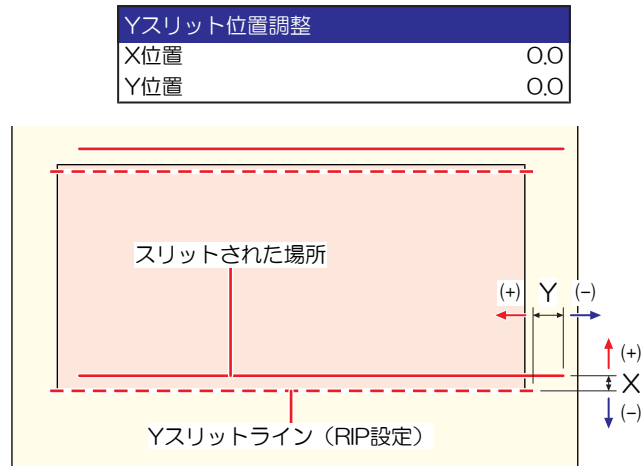 Yスリット位置調整
X位置 0.0
Y位置 0.0
スリットされた場所
(+) Y (−)
(+)
X
(−)
Yスリットライン（RIP設定）